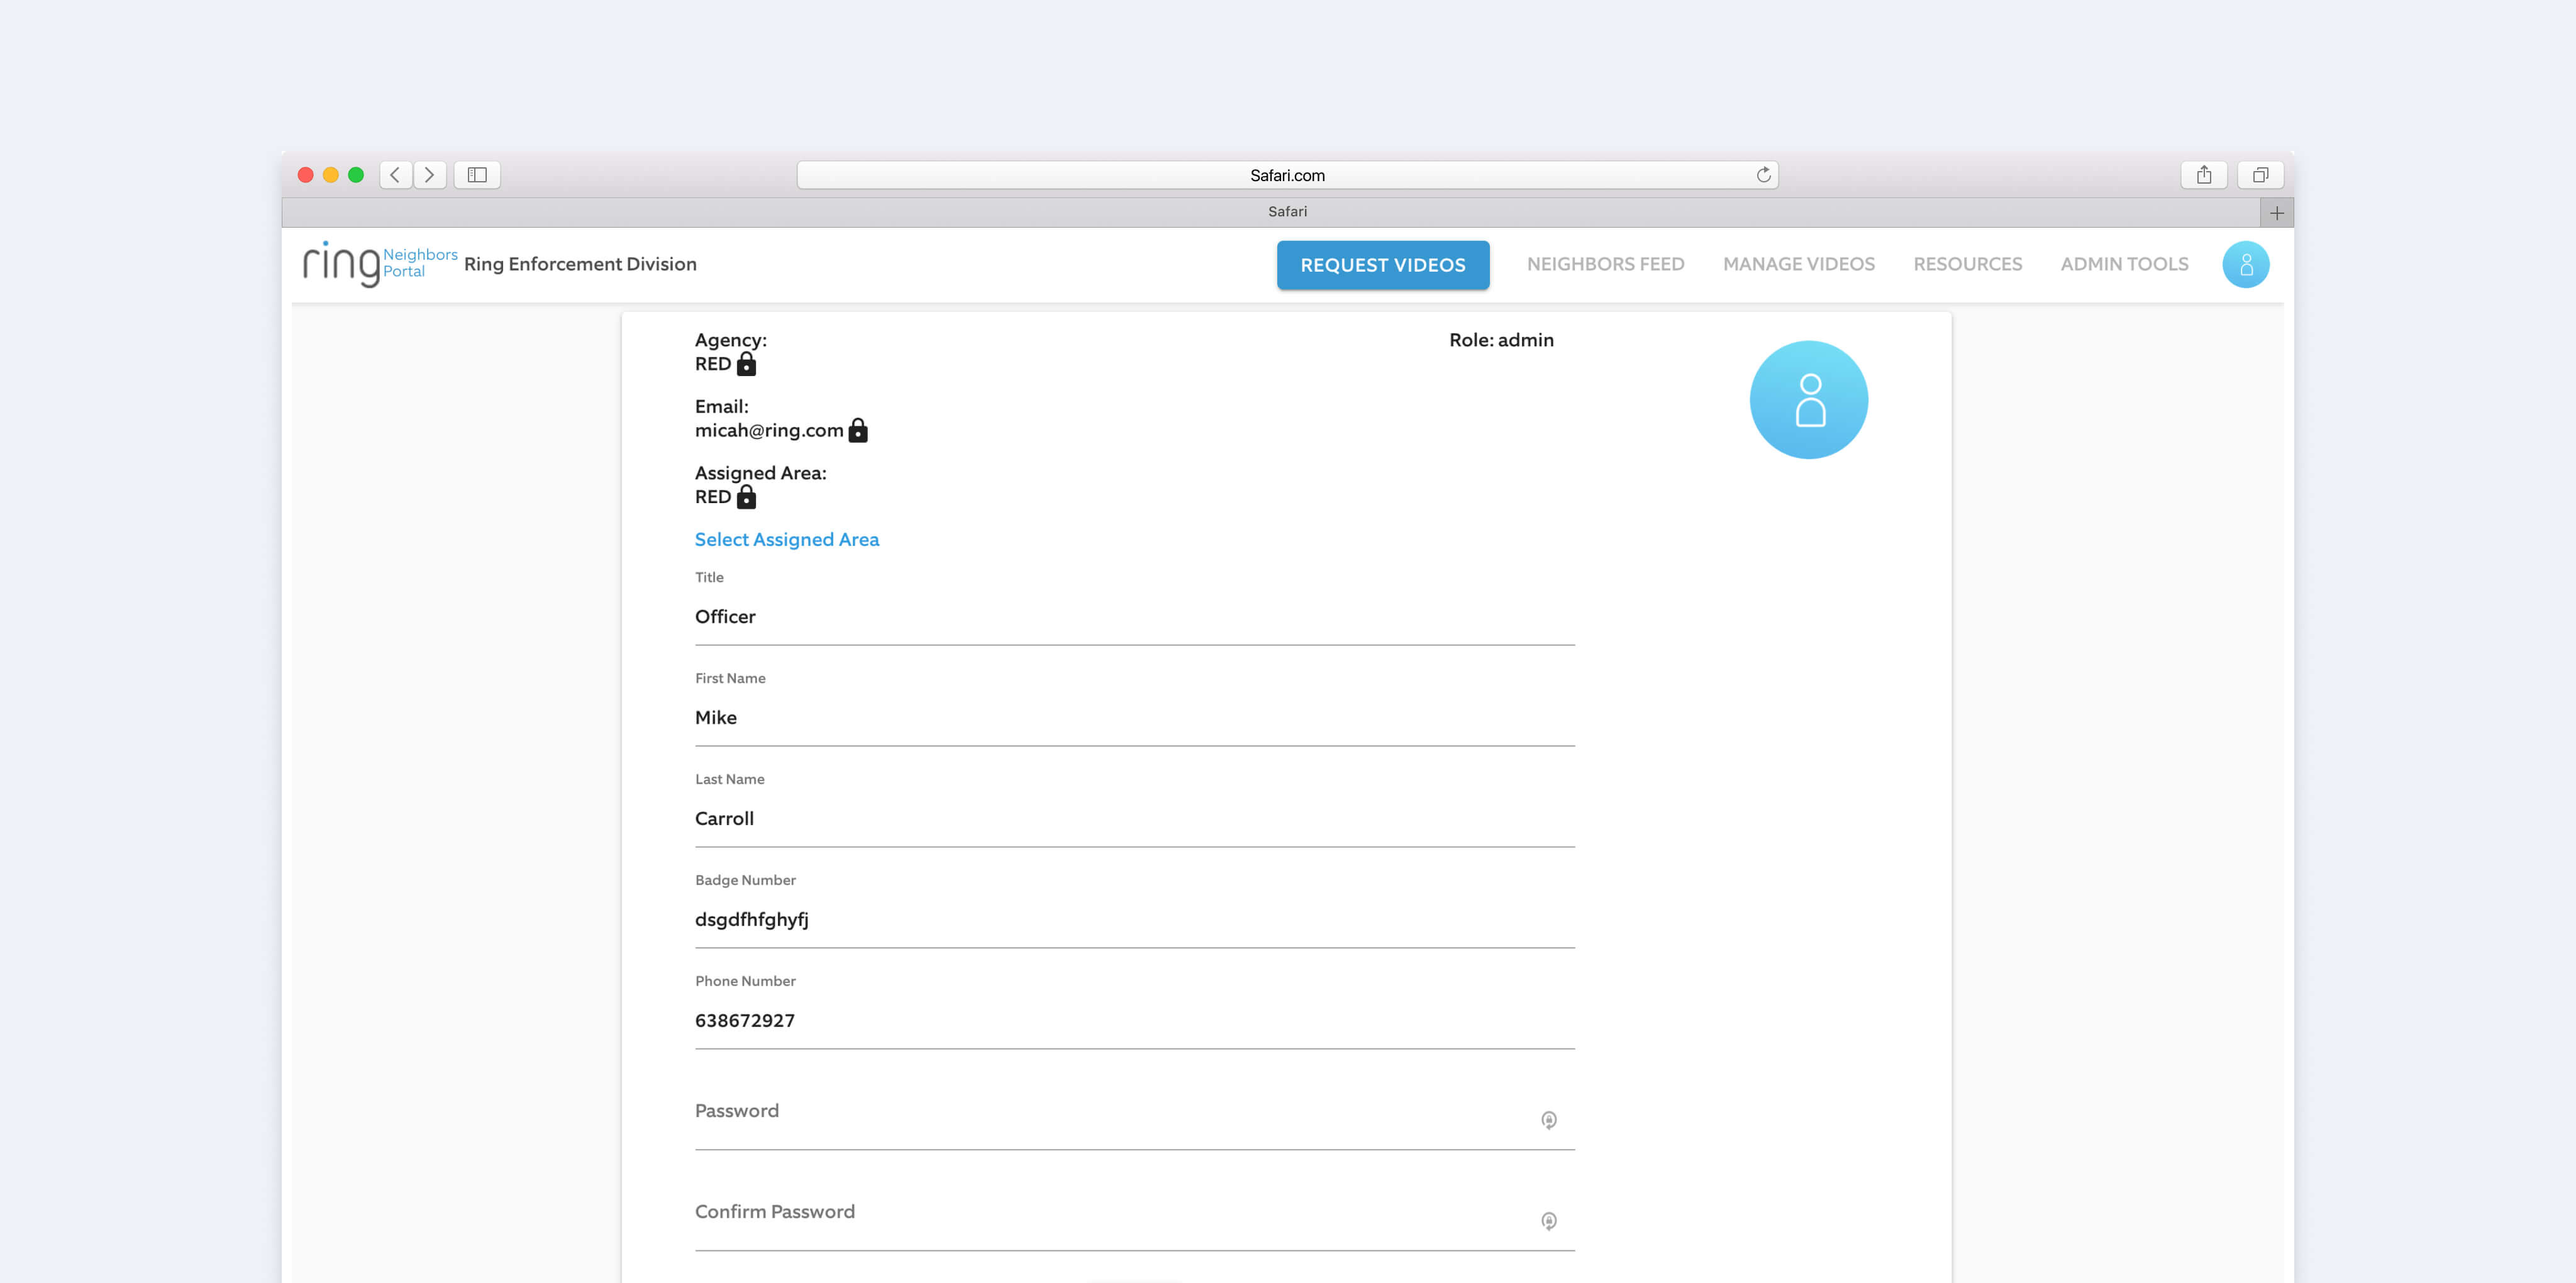 Safari.com
Safari
ring Neighbors Portal Ring Enforcement Division
REQUEST VIDEOS NEIGHBORS FEED MANAGE VIDEOS RESOURCES ADMIN TOOLS
Agency:
RED
Role: admin
Email:
micah@ring.com
Assigned Area:
RED
Select Assigned Area
Title
Officer
First Name
Mike
Last Name
Carroll
Badge Number
dsgdfhfghyfj
Phone Number
638672927
Password
Confirm Password